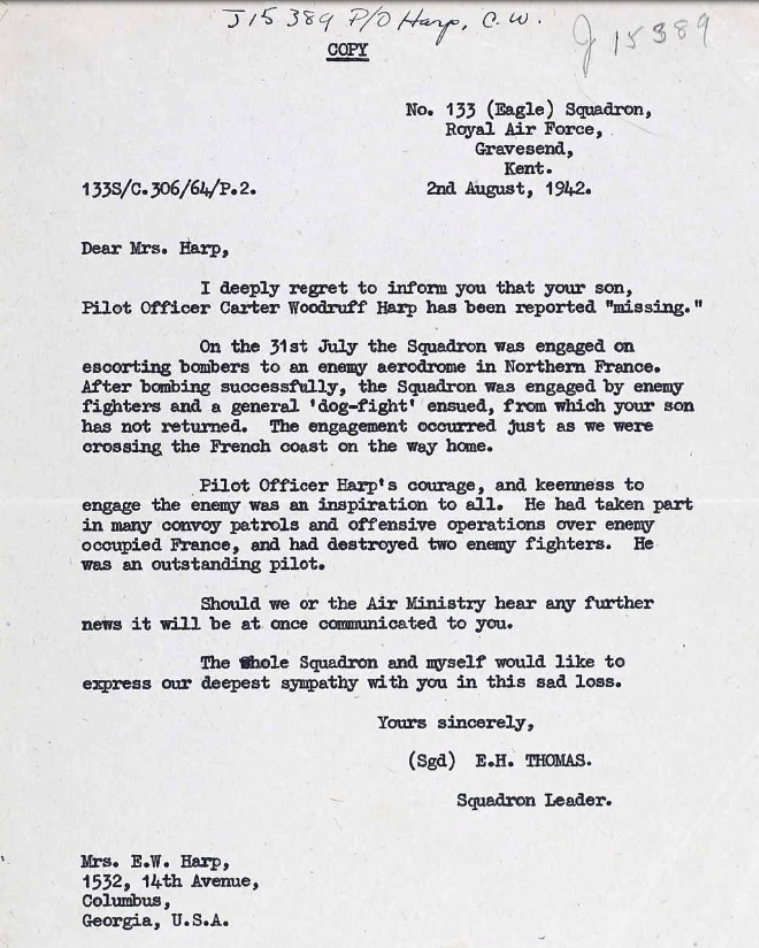 J15389 P/O Harp, C.W.
J15389
COPY
No. 133 (Eagle) Squadron,
Royal Air Force,
Gravesend,
Kent.
133S/C.306/64/P.2.
2nd August, 1942.
Dear Mrs. Harp,
I deeply regret to inform you that your son,
Pilot Officer Carter Woodruff Harp has been reported "missing."
On the 31st July the Squadron was engaged on
escorting bombers to an enemy aerodrome in Northern France.
After bombing successfully, the Squadron was engaged by enemy
fighters and a general 'dog-fight' ensued, from which your son
has not returned. The engagement occurred just as we were
crossing the French coast on the way home.
Pilot Officer Harp's courage, and keenness to
engage the enemy was an inspiration to all. He had taken part
in many convoy patrols and offensive operations over enemy
occupied France, and had destroyed two enemy fighters. He
was an outstanding pilot.
Should we or the Air Ministry hear any further
news it will be at once communicated to you.
The whole Squadron and myself would like to
express our deepest sympathy with you in this sad loss.
Yours sincerely,
(Sgd) E.H. THOMAS.
Squadron Leader.
Mrs. E.W. Harp,
1532, 14th Avenue,
Columbus,
Georgia, U.S.A.